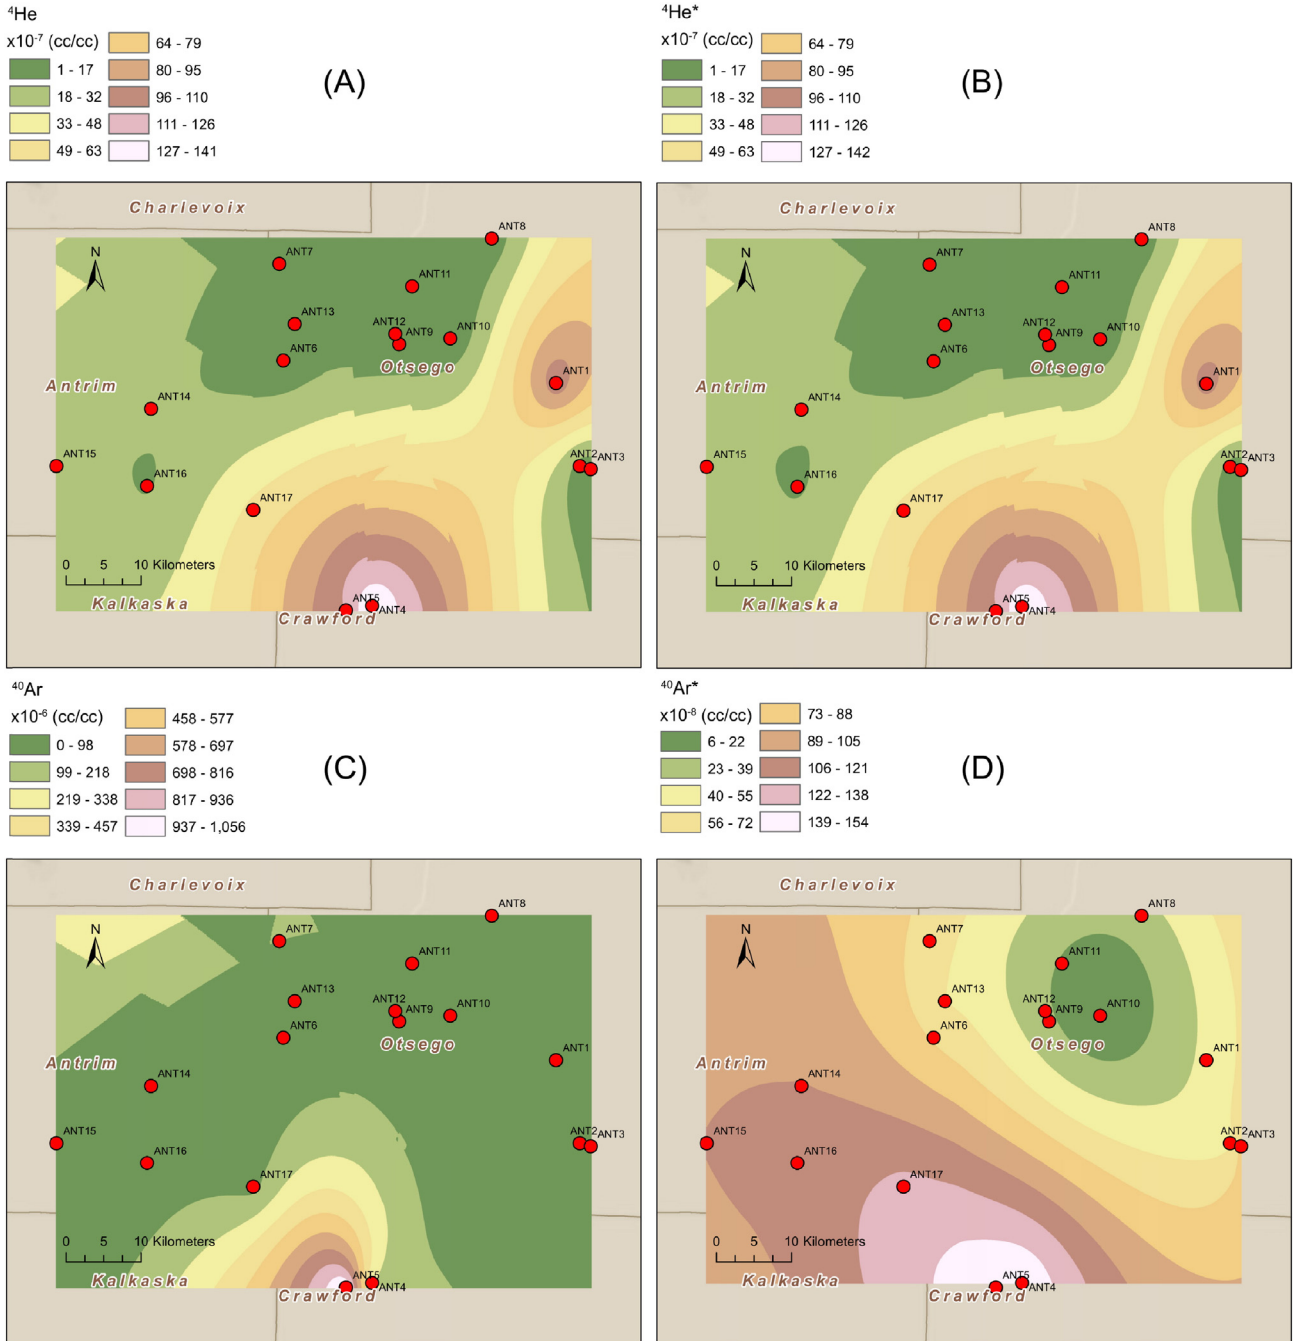 ⁴He
x10⁻⁷ (cc/cc)
1 - 17
18 - 32
33 - 48
49 - 63
64 - 79
80 - 95
96 - 110
111 - 126
127 - 141
(A)
Charlevoix
N
ANT8
ANT7
ANT11
ANT13
ANT12
ANT9
ANT10
ANT6
Otsego
ANT1
Antrim
ANT14
ANT15
ANT16
ANT2
ANT3
ANT17
0 5 10 Kilometers
Kalkaska
ANT5
ANT4
Crawford
⁴He*
x10⁻⁷ (cc/cc)
1 - 17
18 - 32
33 - 48
49 - 63
64 - 79
80 - 95
96 - 110
111 - 126
127 - 142
(B)
Charlevoix
N
ANT8
ANT7
ANT11
ANT13
ANT12
ANT9
ANT10
ANT6
Otsego
ANT1
Antrim
ANT14
ANT15
ANT16
ANT2
ANT3
ANT17
0 5 10 Kilometers
Kalkaska
ANT5
ANT4
Crawford
⁴⁰Ar
x10⁻⁶ (cc/cc)
0 - 98
99 - 218
219 - 338
339 - 457
458 - 577
578 - 697
698 - 816
817 - 936
937 - 1,056
(C)
Charlevoix
N
ANT8
ANT7
ANT11
ANT13
ANT12
ANT9
ANT10
ANT6
Otsego
ANT1
Antrim
ANT14
ANT15
ANT16
ANT2
ANT3
ANT17
0 5 10 Kilometers
Kalkaska
ANT5
ANT4
Crawford
⁴⁰Ar*
x10⁻⁸ (cc/cc)
6 - 22
23 - 39
40 - 55
56 - 72
73 - 88
89 - 105
106 - 121
122 - 138
139 - 154
(D)
Charlevoix
N
ANT8
ANT7
ANT11
ANT13
ANT12
ANT9
ANT10
ANT6
Otsego
ANT1
Antrim
ANT14
ANT15
ANT16
ANT2
ANT3
ANT17
0 5 10 Kilometers
Kalkaska
ANT5
ANT4
Crawford